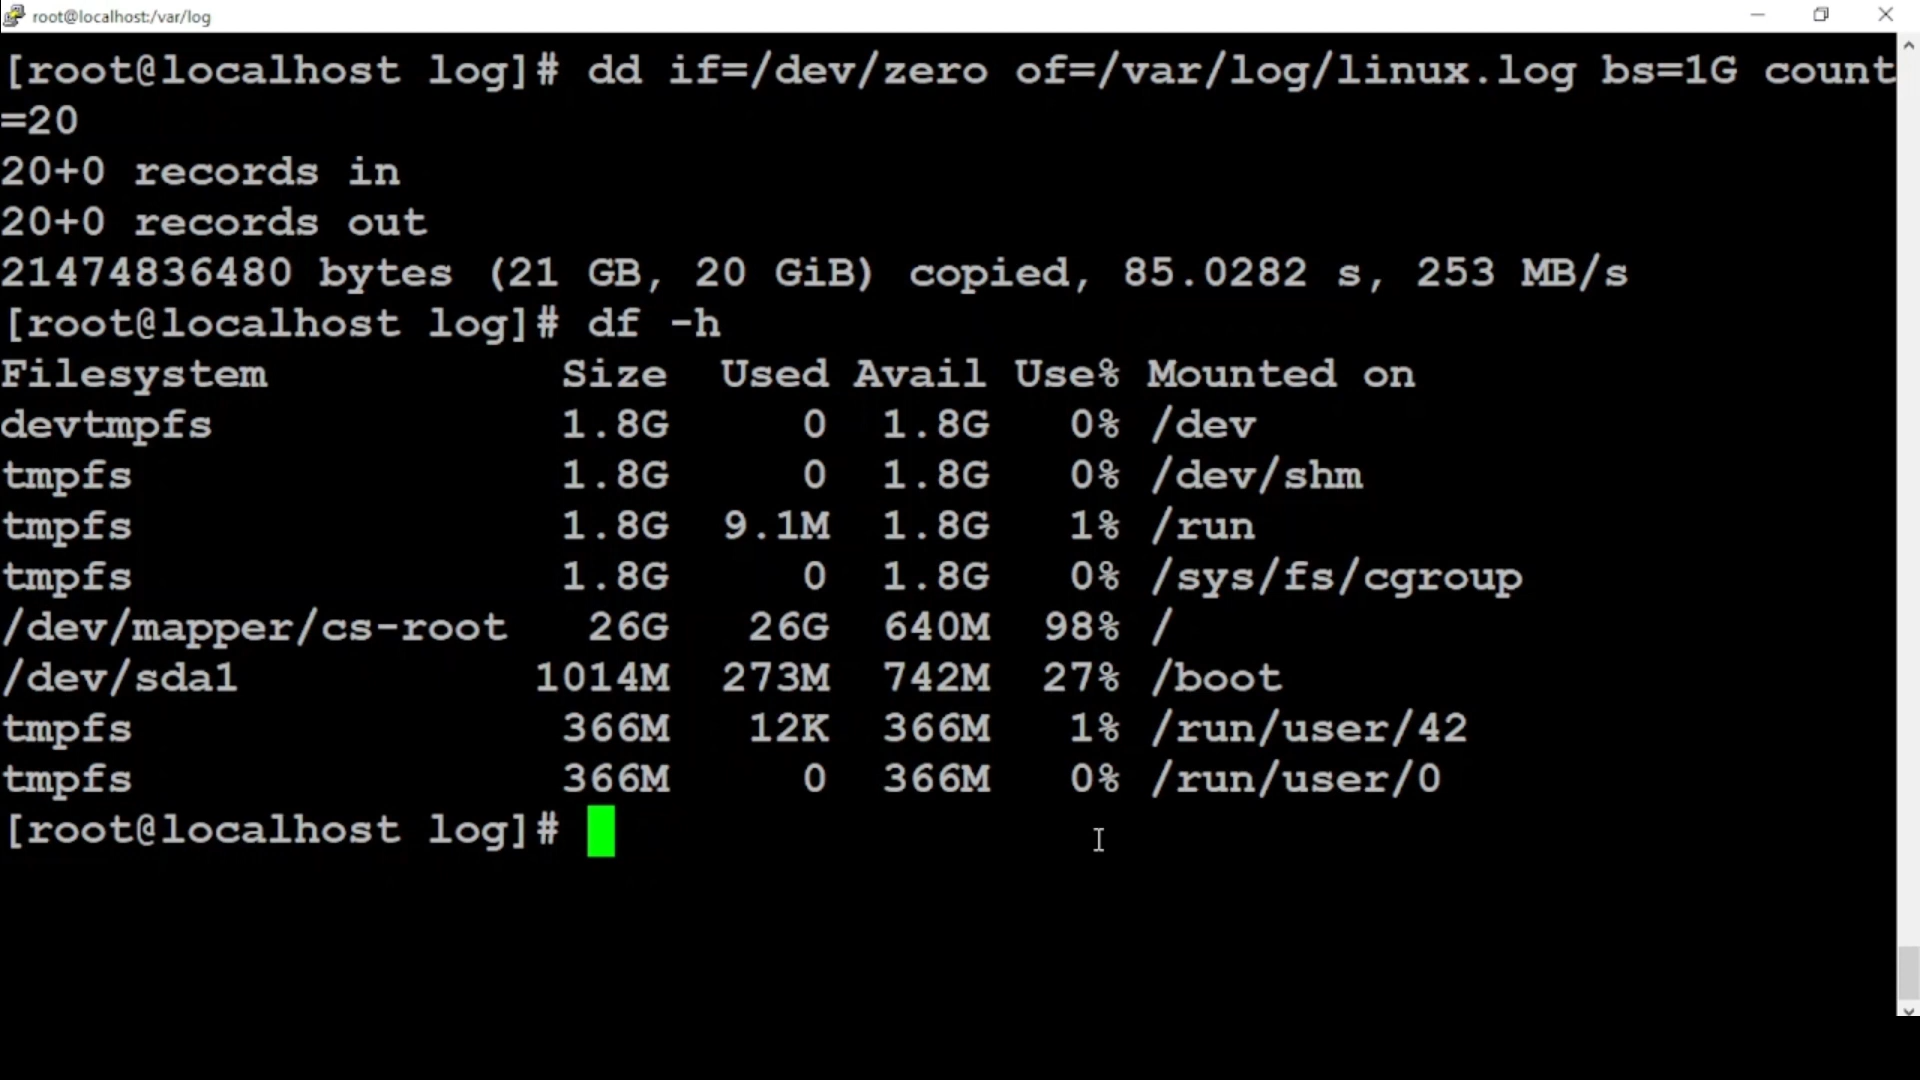 root@localhost:/var/log
[root@localhost log]# dd if=/dev/zero of=/var/log/linux.log bs=1G count
=20
20+0 records in
20+0 records out
21474836480 bytes (21 GB, 20 GiB) copied, 85.0282 s, 253 MB/s
[root@localhost log]# df -h
Filesystem           Size  Used Avail Use% Mounted on
devtmpfs             1.8G     0  1.8G   0% /dev
tmpfs                1.8G     0  1.8G   0% /dev/shm
tmpfs                1.8G  9.1M  1.8G   1% /run
tmpfs                1.8G     0  1.8G   0% /sys/fs/cgroup
/dev/mapper/cs-root   26G   26G  640M  98% /
/dev/sda1           1014M  273M  742M  27% /boot
tmpfs                366M   12K  366M   1% /run/user/42
tmpfs                366M     0  366M   0% /run/user/0
[root@localhost log]#